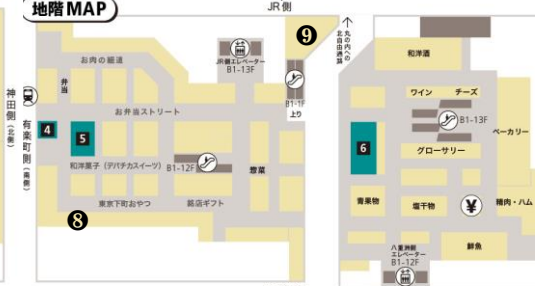 地階MAP
JR側
9
丸の内への
北自由通路
お肉の細道
JR側エレベーター
B1-13F
和洋酒
弁当
B1-1F
上り
ワイン
チーズ
お弁当ストリート
B1-13F
神田側(北側)
有楽町側(南側)
4
5
6
ベーカリー
グローサリー
和洋菓子(デパチカスイーツ)
B1-12F
惣菜
東京下町おやつ
銘店ギフト
青果物
塩干物
¥
精肉・ハム
8
八重洲側
エレベーター
B1-12F
鮮魚